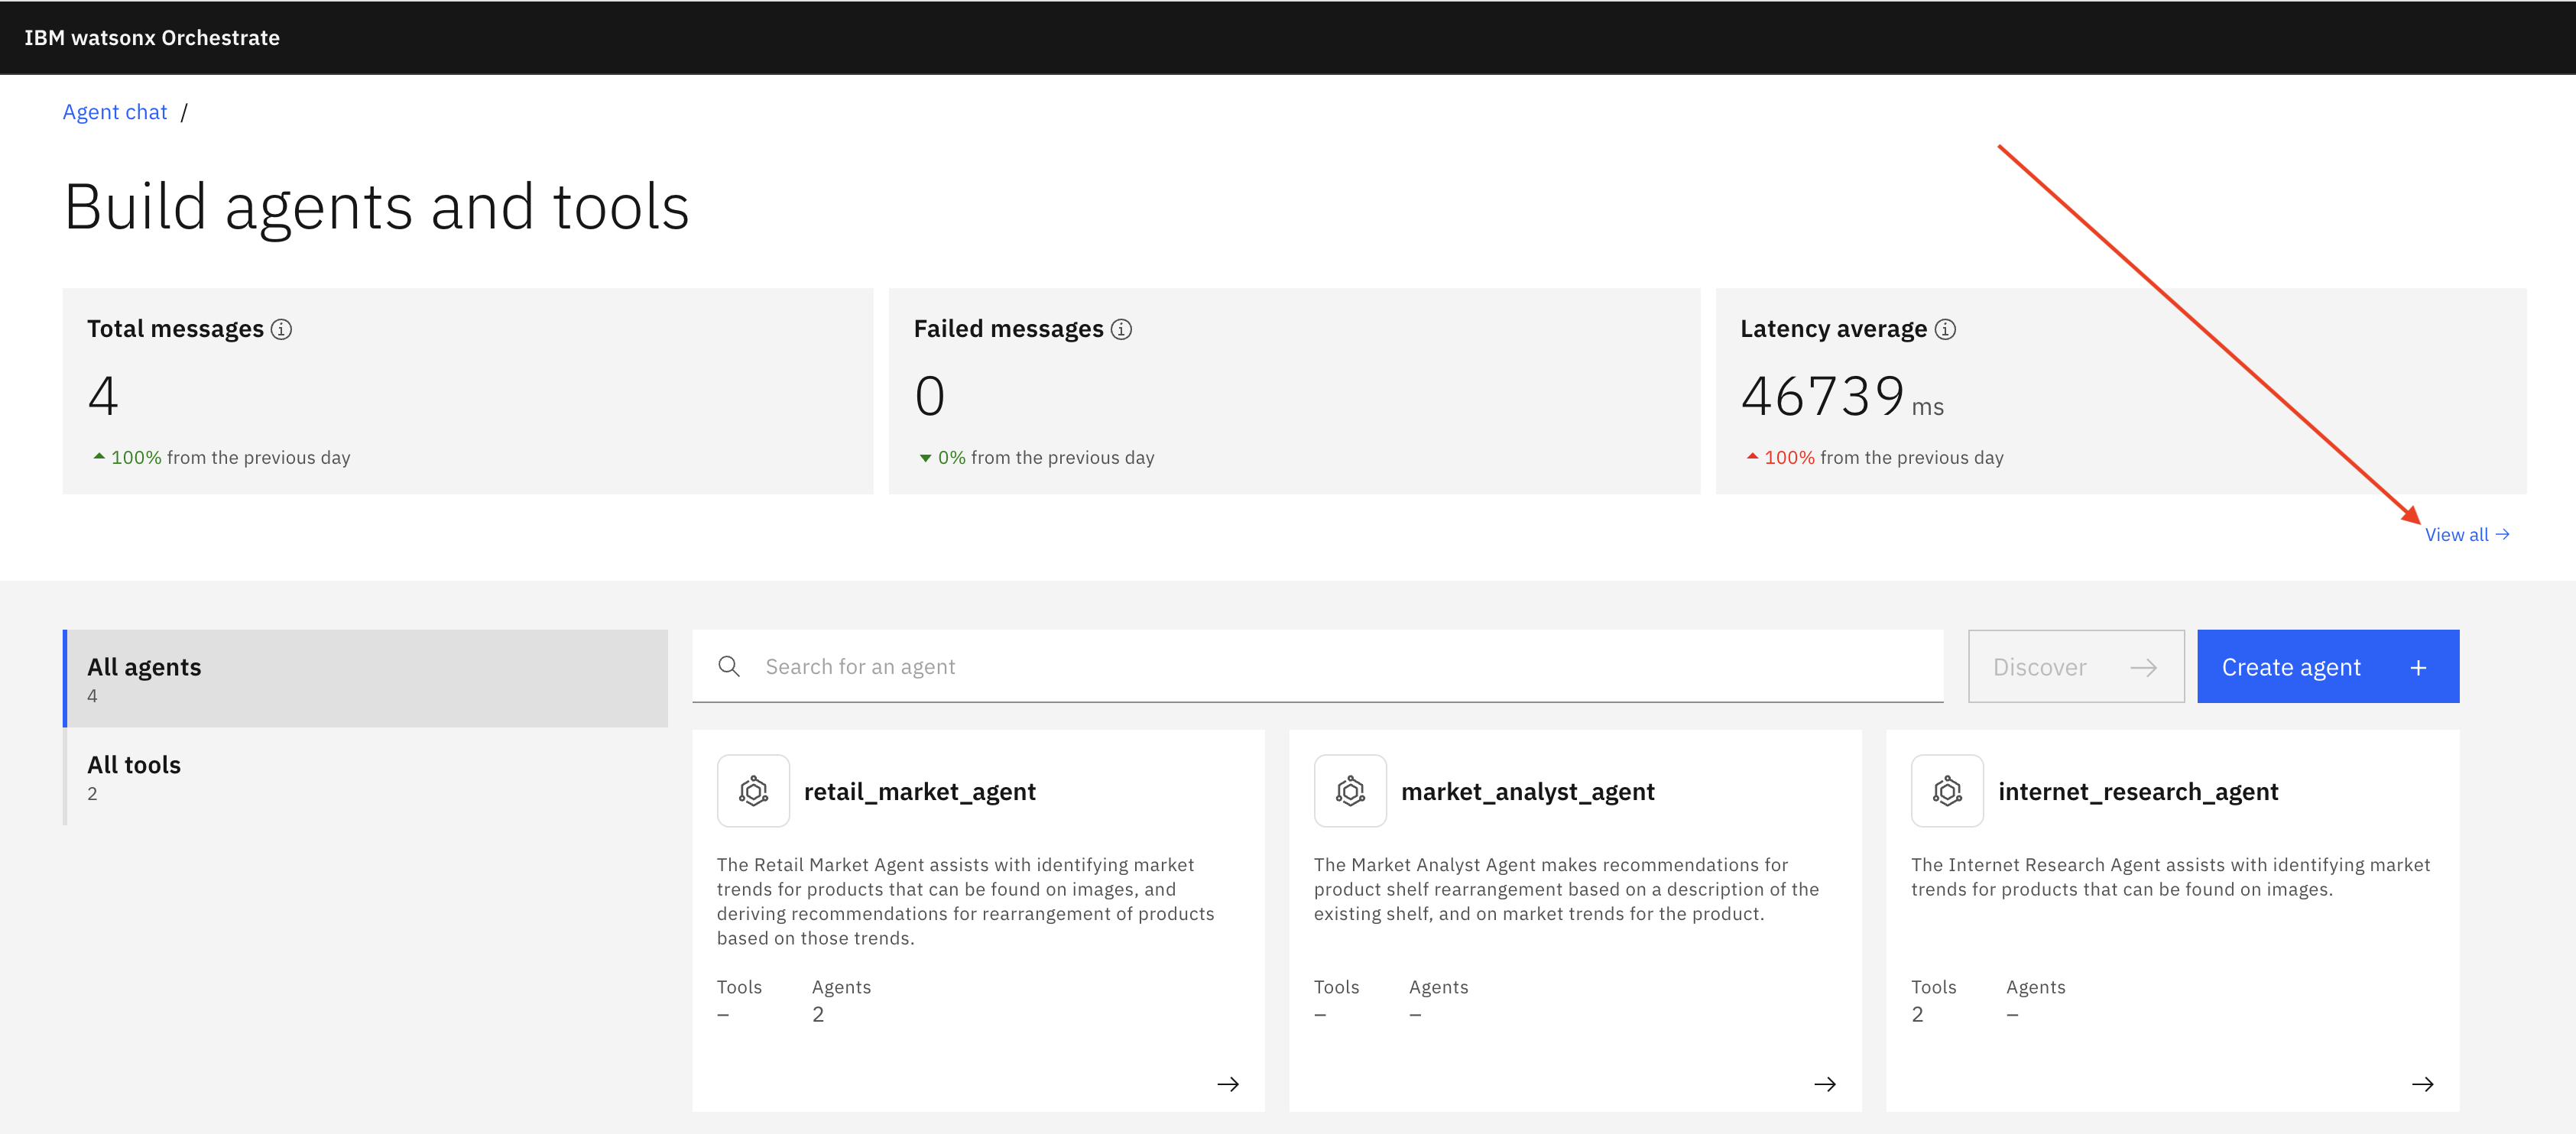 IBM watsonx Orchestrate
Agent chat /
Build agents and tools
Total messages
4
100% from the previous day
Failed messages
0
0% from the previous day
Latency average
46739 ms
100% from the previous day
View all
All agents
4
All tools
2
Search for an agent
Discover
Create agent +
retail_market_agent
The Retail Market Agent assists with identifying market
trends for products that can be found on images, and
deriving recommendations for rearrangement of products
based on those trends.
Tools Agents
– 2
market_analyst_agent
The Market Analyst Agent makes recommendations for
product shelf rearrangement based on a description of the
existing shelf, and on market trends for the product.
Tools Agents
– –
internet_research_agent
The Internet Research Agent assists with identifying market
trends for products that can be found on images.
Tools Agents
2 –